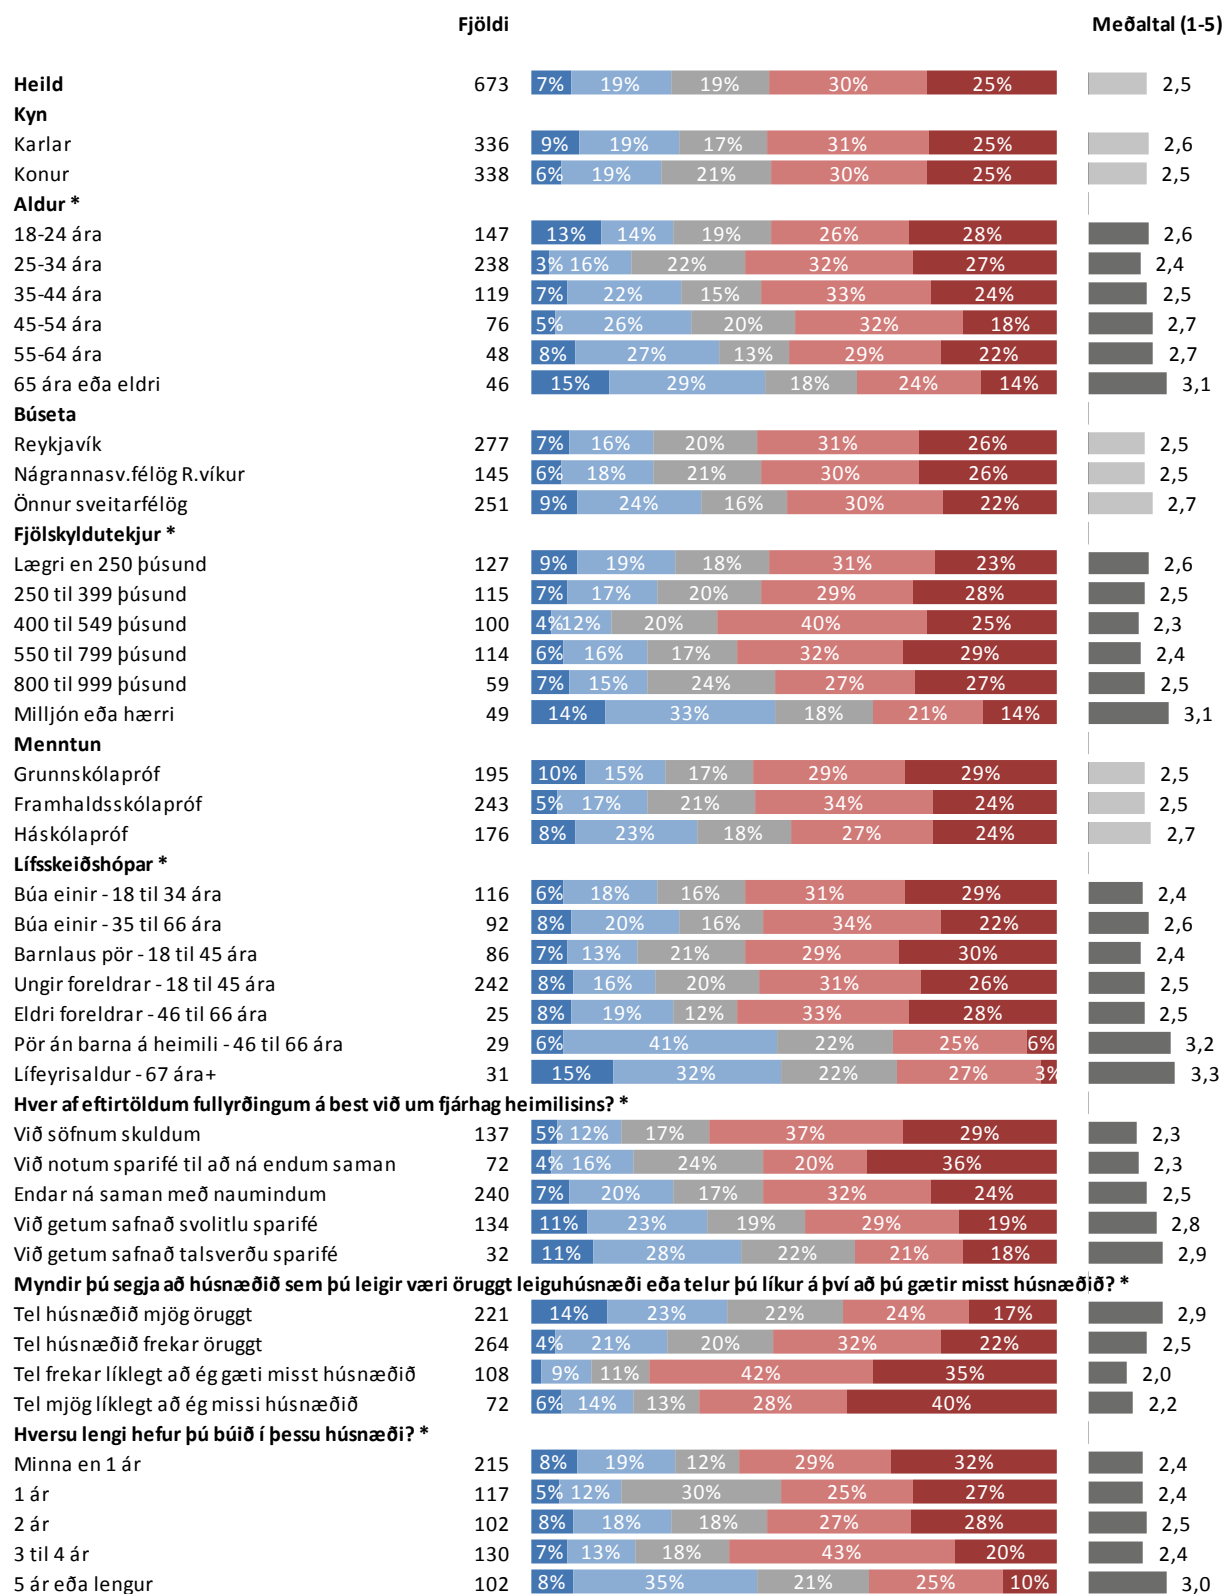 Fjöldi Meðaltal (1-5)
Heild 673 7% 19% 19% 30% 25% 2,5
Kyn
Karlar 336 9% 19% 17% 31% 25% 2,6
Konur 338 6% 19% 21% 30% 25% 2,5
Aldur *
18-24 ára 147 13% 14% 19% 26% 28% 2,6
25-34 ára 238 3% 16% 22% 32% 27% 2,4
35-44 ára 119 7% 22% 15% 33% 24% 2,5
45-54 ára 76 5% 26% 20% 32% 18% 2,7
55-64 ára 48 8% 27% 13% 29% 22% 2,7
65 ára eða eldri 46 15% 29% 18% 24% 14% 3,1
Búseta
Reykjavík 277 7% 16% 20% 31% 26% 2,5
Nágrannasv.félög R.víkur 145 6% 18% 21% 30% 26% 2,5
Önnur sveitarfélög 251 9% 24% 16% 30% 22% 2,7
Fjölskyldutekjur *
Lægri en 250 þúsund 127 9% 19% 18% 31% 23% 2,6
250 til 399 þúsund 115 7% 17% 20% 29% 28% 2,5
400 til 549 þúsund 100 4% 12% 20% 40% 25% 2,3
550 til 799 þúsund 114 6% 16% 17% 32% 29% 2,4
800 til 999 þúsund 59 7% 15% 24% 27% 27% 2,5
Milljón eða hærri 49 14% 33% 18% 21% 14% 3,1
Menntun
Grunnskólapróf 195 10% 15% 17% 29% 29% 2,5
Framhaldsskólapróf 243 5% 17% 21% 34% 24% 2,5
Háskólapróf 176 8% 23% 18% 27% 24% 2,7
Lífsskeiðshópar *
Búa einir - 18 til 34 ára 116 6% 18% 16% 31% 29% 2,4
Búa einir - 35 til 66 ára 92 8% 20% 16% 34% 22% 2,6
Barnlaus pör - 18 til 45 ára 86 7% 13% 21% 29% 30% 2,4
Ungir foreldrar - 18 til 45 ára 242 8% 16% 20% 31% 26% 2,5
Eldri foreldrar - 46 til 66 ára 25 8% 19% 12% 33% 28% 2,5
Pör án barna á heimili - 46 til 66 ára 29 6% 41% 22% 25% 6% 3,2
Lífeyrisaldur - 67 ára+ 31 15% 32% 22% 27% 3% 3,3
Hver af eftirtöldum fullyrðingum á best við um fjárhag heimilisins? *
Við söfnum skuldum 137 5% 12% 17% 37% 29% 2,3
Við notum sparifé til að ná endum saman 72 4% 16% 24% 20% 36% 2,3
Endar ná saman með naumindum 240 7% 20% 17% 32% 24% 2,5
Við getum safnað svolitlu sparifé 134 11% 23% 19% 29% 19% 2,8
Við getum safnað talsverðu sparifé 32 11% 28% 22% 21% 18% 2,9
Myndir þú segja að húsnæðið sem þú leigir væri öruggt leiguhúsnæði eða telur þú líkur á því að þú gætir misst húsnæðið? *
Tel húsnæðið mjög öruggt 221 14% 23% 22% 24% 17% 2,9
Tel húsnæðið frekar öruggt 264 4% 21% 20% 32% 22% 2,5
Tel frekar líklegt að ég gæti misst húsnæðið 108 9% 11% 42% 35% 2,0
Tel mjög líklegt að ég missi húsnæðið 72 6% 14% 13% 28% 40% 2,2
Hversu lengi hefur þú búið í þessu húsnæði? *
Minna en 1 ár 215 8% 19% 12% 29% 32% 2,4
1 ár 117 5% 12% 30% 25% 27% 2,4
2 ár 102 8% 18% 18% 27% 28% 2,5
3 til 4 ár 130 7% 13% 18% 43% 20% 2,4
5 ár eða lengur 102 8% 35% 21% 25% 10% 3,0